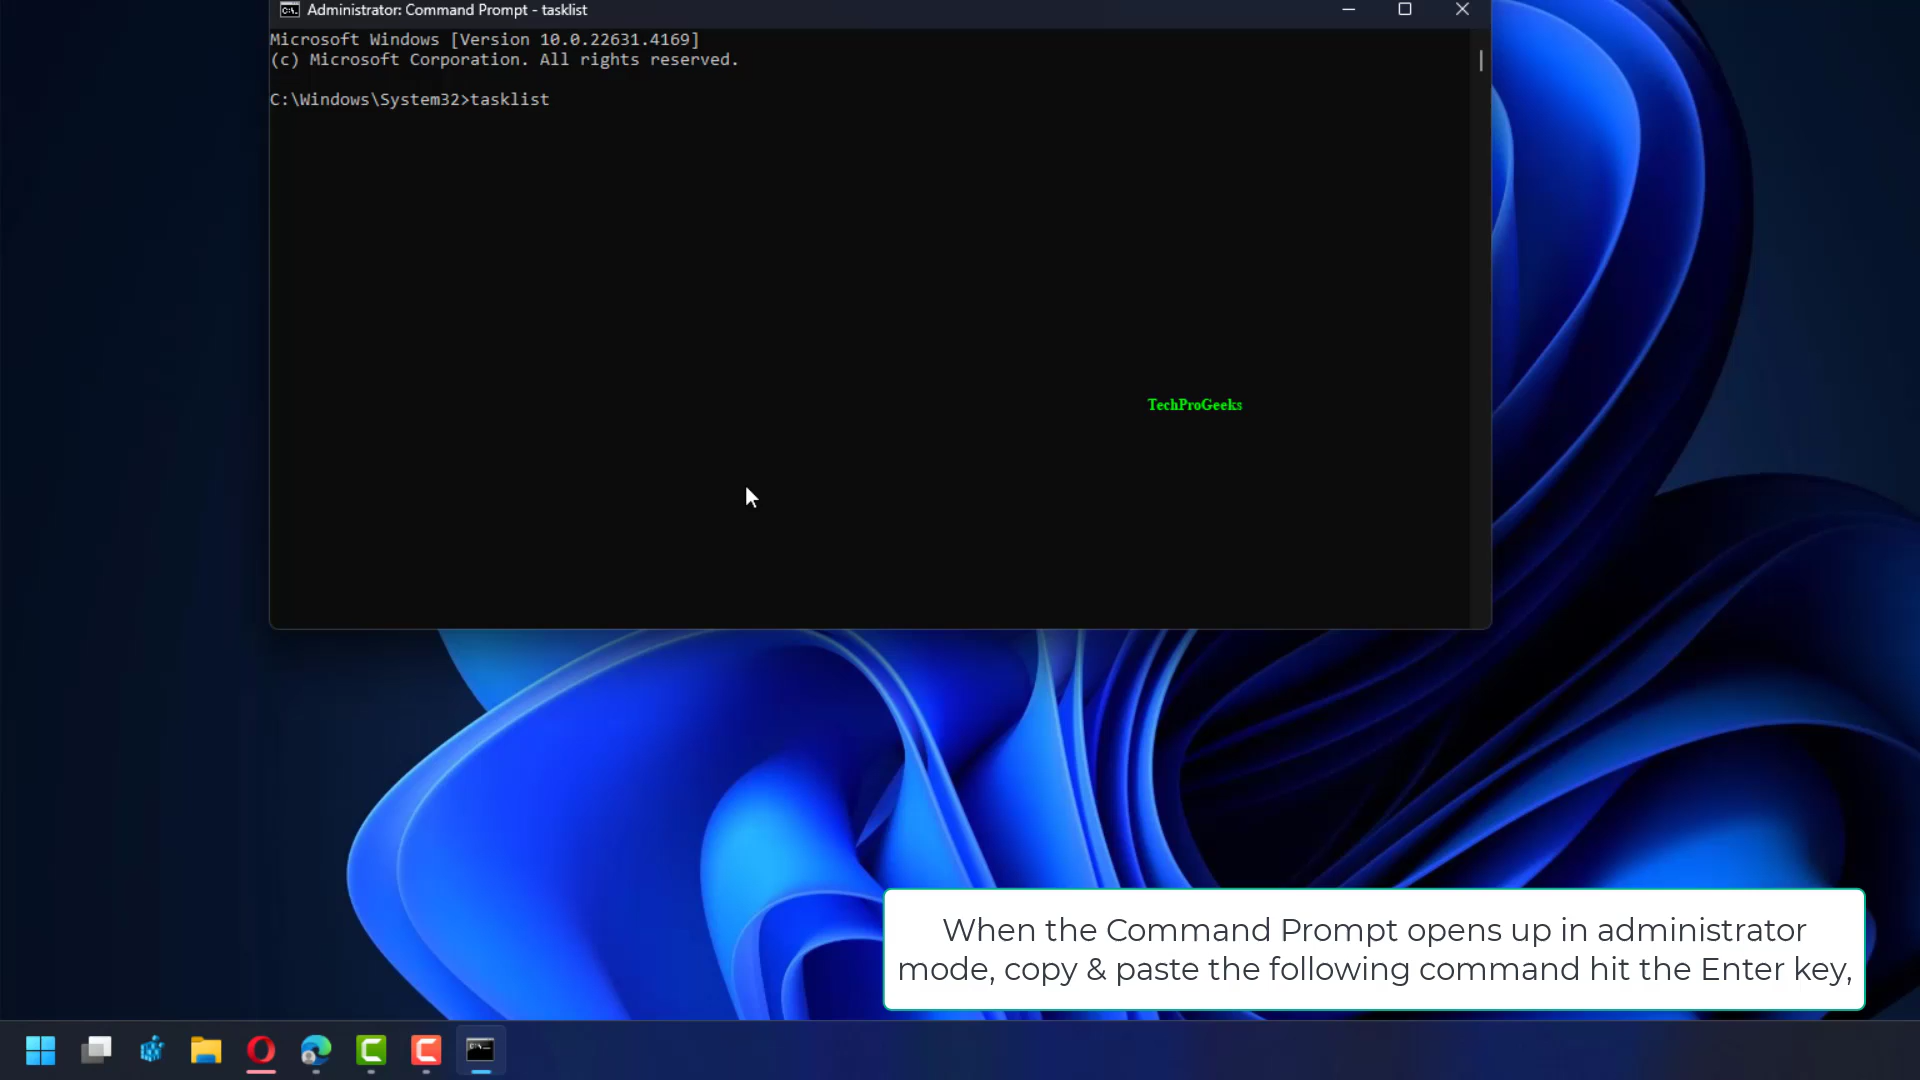 Administrator: Command Prompt - tasklist
Microsoft Windows [Version 10.0.22631.4169]
(c) Microsoft Corporation. All rights reserved.
C:\Windows\System32>tasklist
TechProGeeks
When the Command Prompt opens up in administrator
mode, copy & paste the following command hit the Enter key,